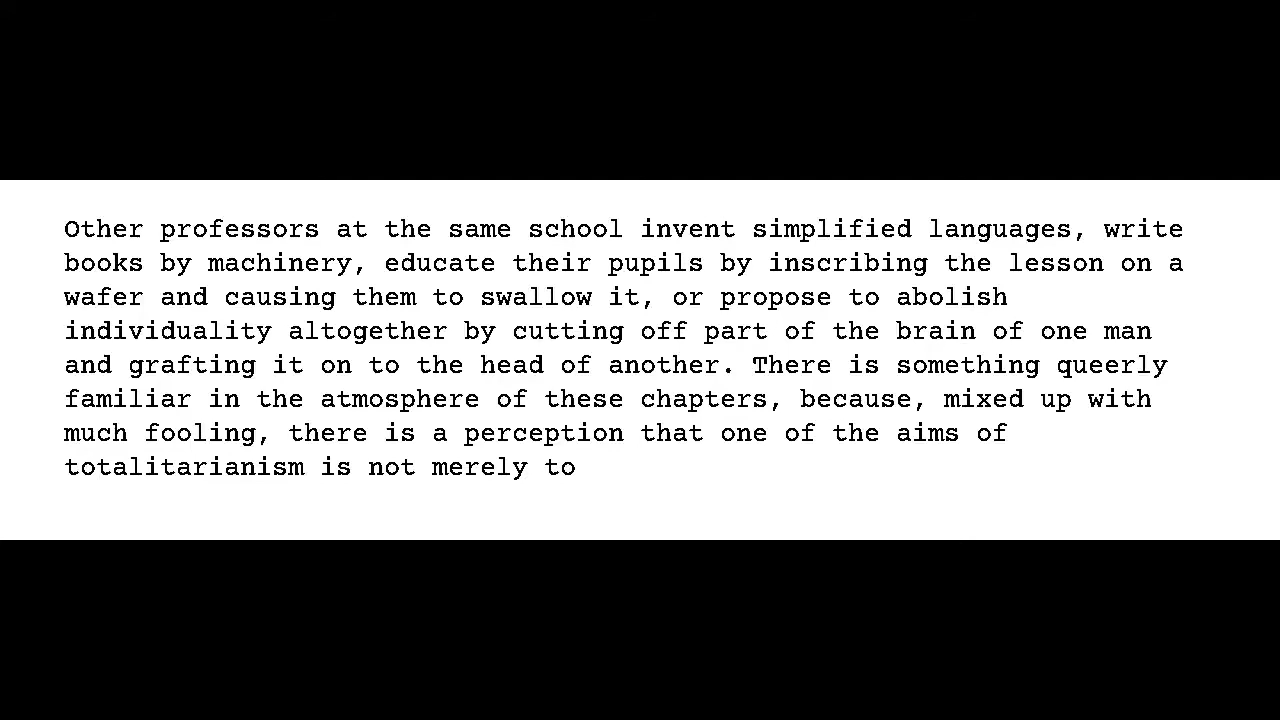 Other professors at the same school invent simplified languages, write
books by machinery, educate their pupils by inscribing the lesson on a
wafer and causing them to swallow it, or propose to abolish
individuality altogether by cutting off part of the brain of one man
and grafting it on to the head of another. There is something queerly
familiar in the atmosphere of these chapters, because, mixed up with
much fooling, there is a perception that one of the aims of
totalitarianism is not merely to